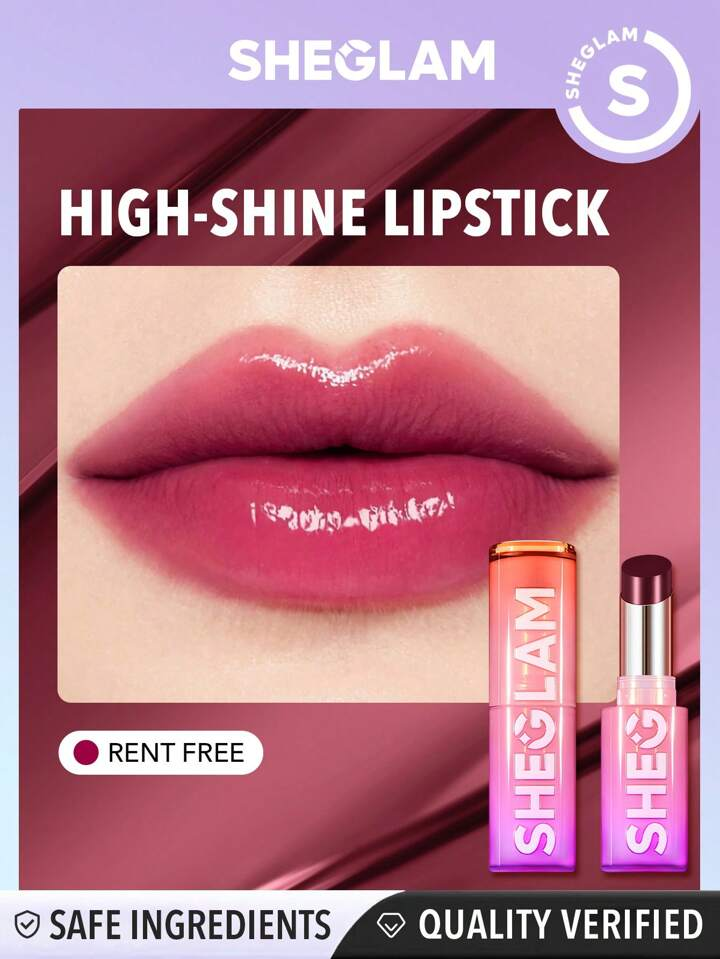 SHEGLAM
SHEGLAM
S
HIGH-SHINE LIPSTICK
SHEGLAM
SHEG
RENT FREE
SAFE INGREDIENTS
QUALITY VERIFIED